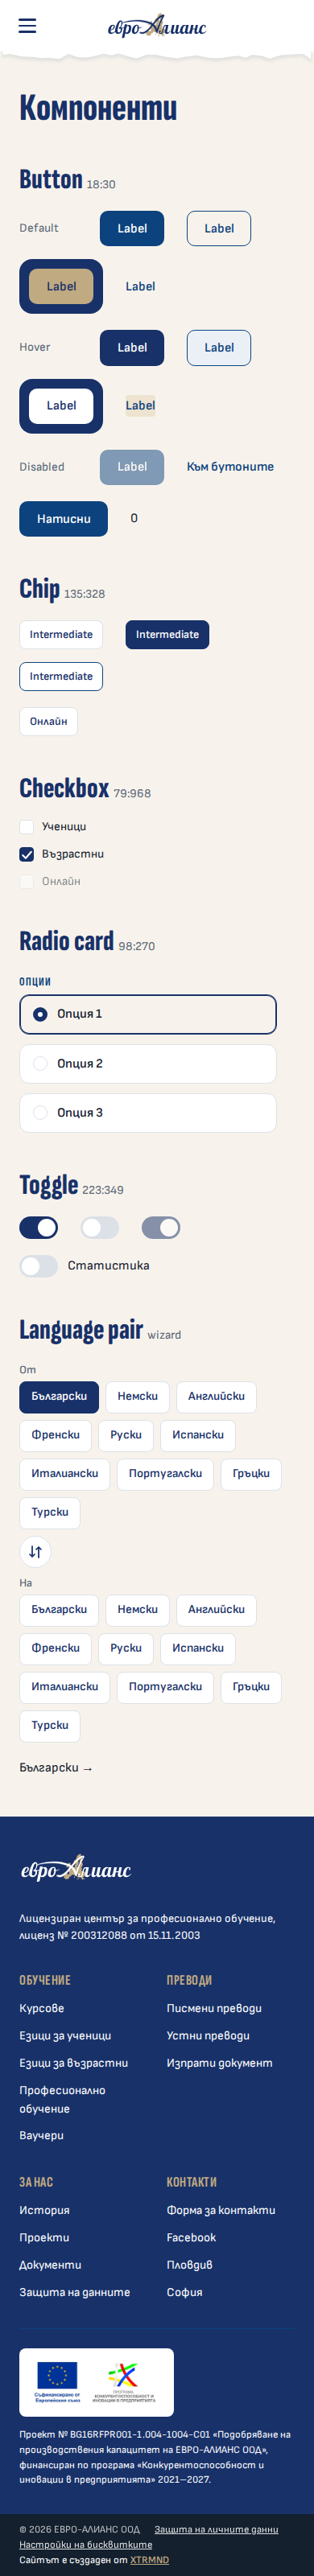 евроАлианс
Компоненти
Button 18:30
Default Label Label
Label Label
Hover Label Label
Label Label
Disabled Label Към бутоните
Натисни 0
Chip 135:328
Intermediate Intermediate
Intermediate
Онлайн
Checkbox 79:968
Ученици
Възрастни
Онлайн
Radio card 98:270
ОПЦИИ
Опция 1
Опция 2
Опция 3
Toggle 223:349
Статистика
Language pair wizard
От
Български Немски Английски
Френски Руски Испански
Италиански Португалски Гръцки
Турски
На
Български Немски Английски
Френски Руски Испански
Италиански Португалски Гръцки
Турски
Български →
евроАлианс
Лицензиран център за професионално обучение,
лиценз № 200312088 от 15.11.2003
ОБУЧЕНИЕ
Курсове
Езици за ученици
Езици за възрастни
Професионално
обучение
Ваучери
ПРЕВОДИ
Писмени преводи
Устни преводи
Изпрати документ
ЗА НАС
История
Проекти
Документи
Защита на данните
КОНТАКТИ
Форма за контакти
Facebook
Пловдив
София
Съфинансирано от
Европейския съюз
ПРОГРАМА
КОНКУРЕНТОСПОСОБНОСТ И
ИНОВАЦИИ В ПРЕДПРИЯТИЯТА
Проект № BG16RFPR001-1.004-1004-C01 «Подобряване на
производствения капацитет на ЕВРО-АЛИАНС ООД»,
финансиран по програма «Конкурентоспособност и
иновации в предприятията» 2021–2027.
© 2026 ЕВРО-АЛИАНС ООД Защита на личните данни
Настройки на бисквитките
Сайтът е създаден от XTRMND